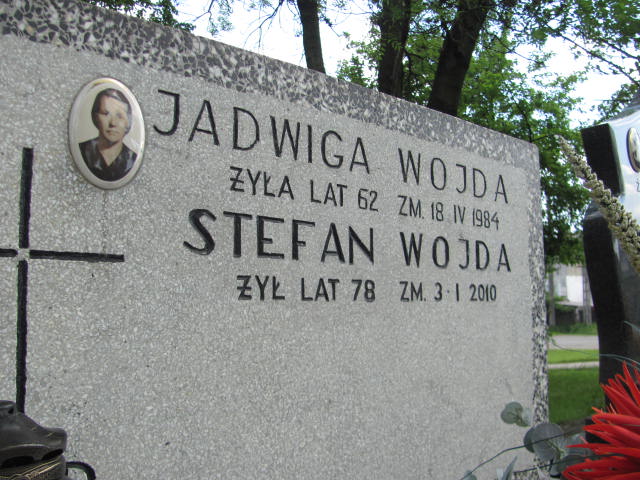 JADWIGA WOJDA
ŻYŁA LAT 62 ZM. 18 IV 1984
STEFAN WOJDA
ŻYŁ LAT 78 ZM. 3·I 2010